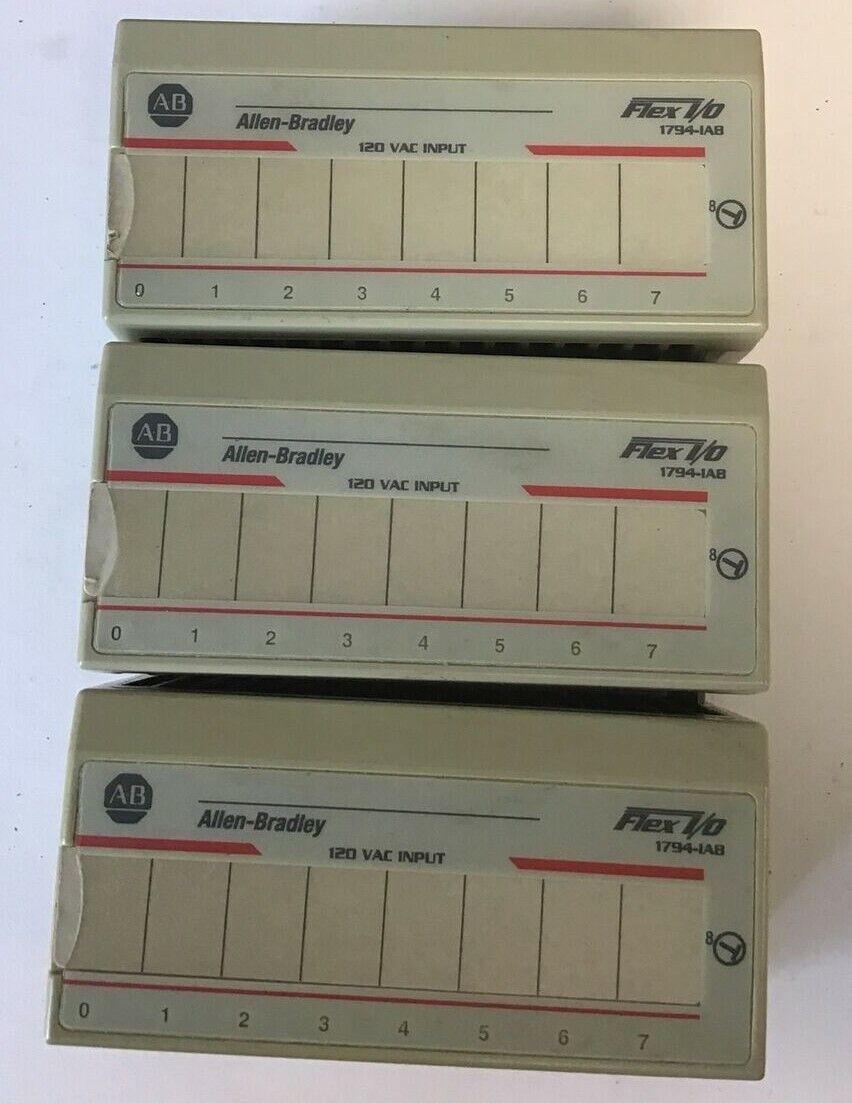 AB Allen-Bradley Flex I/O
1794-IA8
120 VAC INPUT
8
0 1 2 3 4 5 6 7
AB Allen-Bradley Flex I/O
1794-IA8
120 VAC INPUT
8
0 1 2 3 4 5 6 7
AB Allen-Bradley Flex I/O
1794-IA8
120 VAC INPUT
8
0 1 2 3 4 5 6 7